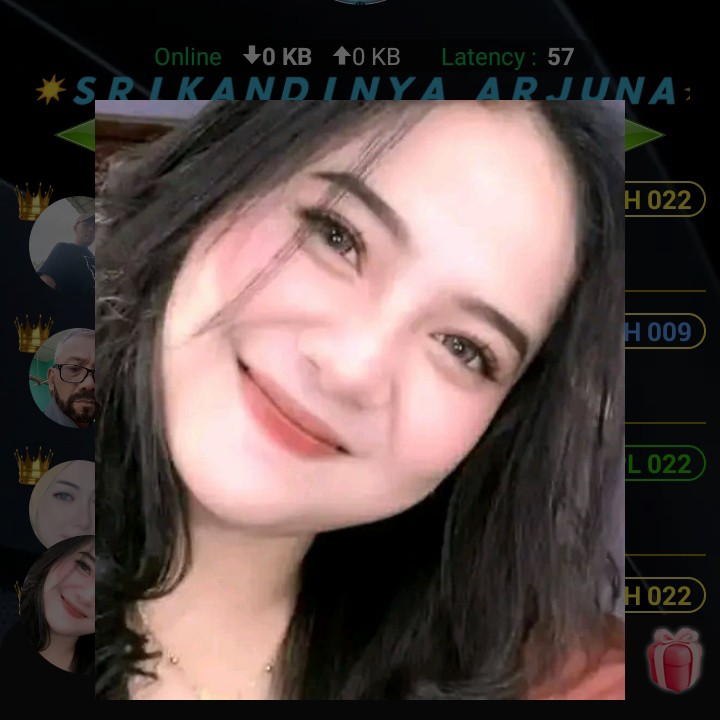 Online 0 KB 0 KB Latency : 57
SRIKANDINYA ARJUNA
H 022
H 009
L 022
H 022